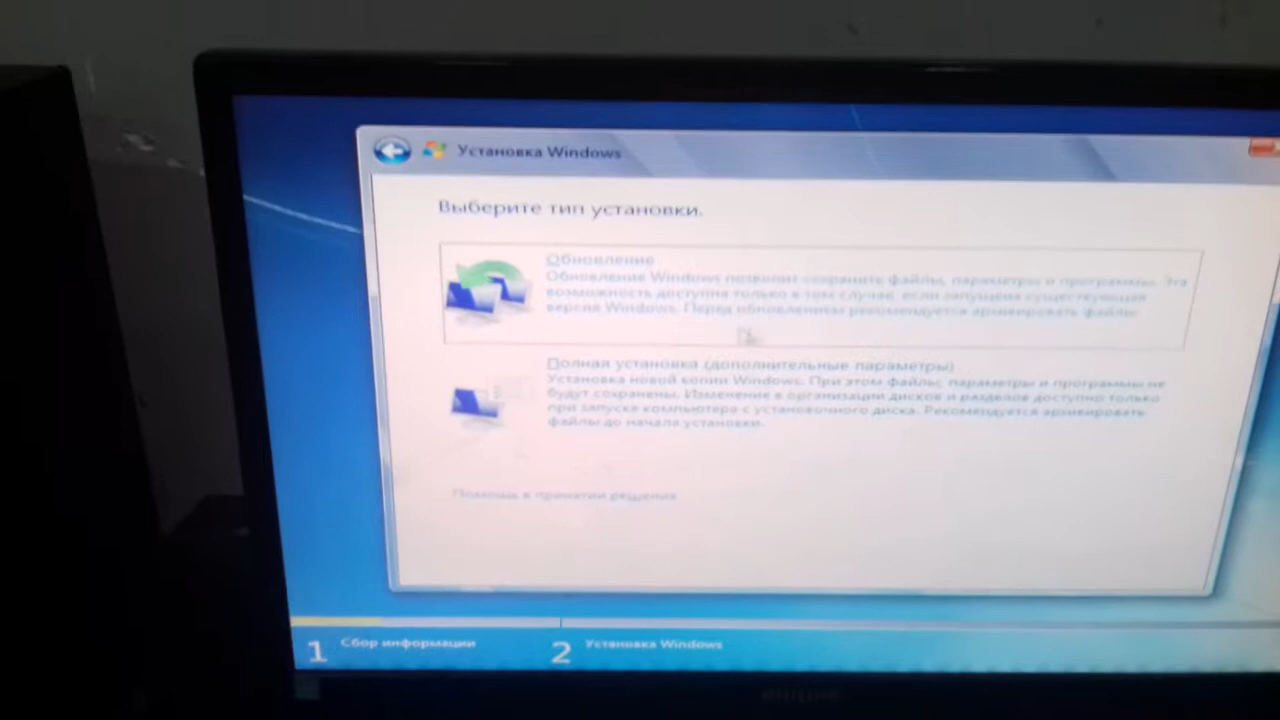 Установка Windows
Выберите тип установки.
Обновление
Обновление Windows позволит сохранить файлы, параметры и программы. Эта
возможность доступна только в том случае, если запущена существующая
версия Windows. Перед обновлением рекомендуется архивировать файлы.
Полная установка (дополнительные параметры)
Установка новой копии Windows. При этом файлы, параметры и программы не
будут сохранены. Изменение в организации дисков и разделов доступно только
при запуске компьютера с установочного диска. Рекомендуется архивировать
файлы до начала установки.
Помощь в принятии решения
1 Сбор информации
2 Установка Windows